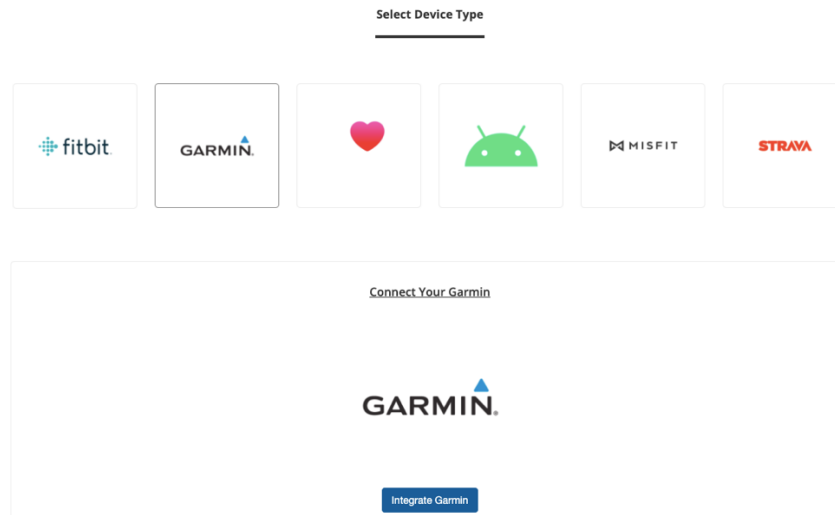 Select Device Type
fitbit
GARMIN®
MISFIT
STRAVA
Connect Your Garmin
GARMIN®
Integrate Garmin